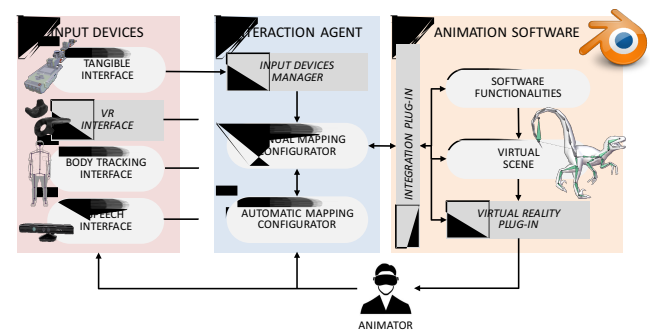 INPUT DEVICES
TANGIBLE
INTERFACE
VR
INTERFACE
BODY TRACKING
INTERFACE
INTERFACE
AGENT
INPUT DEVICES
MANAGER
MAPPING
CONFIGURATOR
AUTOMATIC MAPPING
CONFIGURATOR
INTEGRATION PLUG-IN
ANIMATION SOFTWARE
SOFTWARE
FUNCTIONALITIES
VIRTUAL
SCENE
VIRTUAL REALITY
PLUG-IN
ANIMATOR